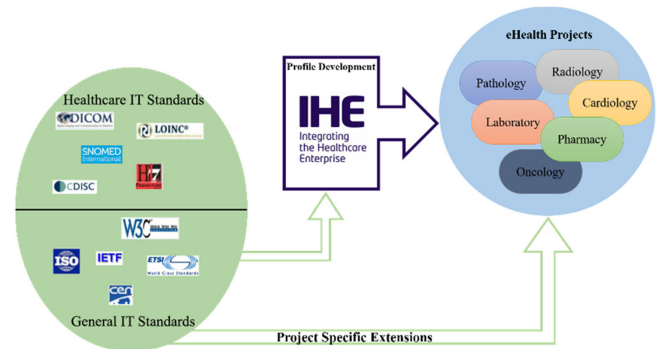 Healthcare IT Standards
DICOM
LOINC®
SNOMED
International
CDISC
W3C
ISO
IETF
ETSI
World Class Standards
cen
General IT Standards
Profile Development
IHE
Integrating
the Healthcare
Enterprise
eHealth Projects
Pathology
Radiology
Cardiology
Laboratory
Pharmacy
Oncology
Project Specific Extensions